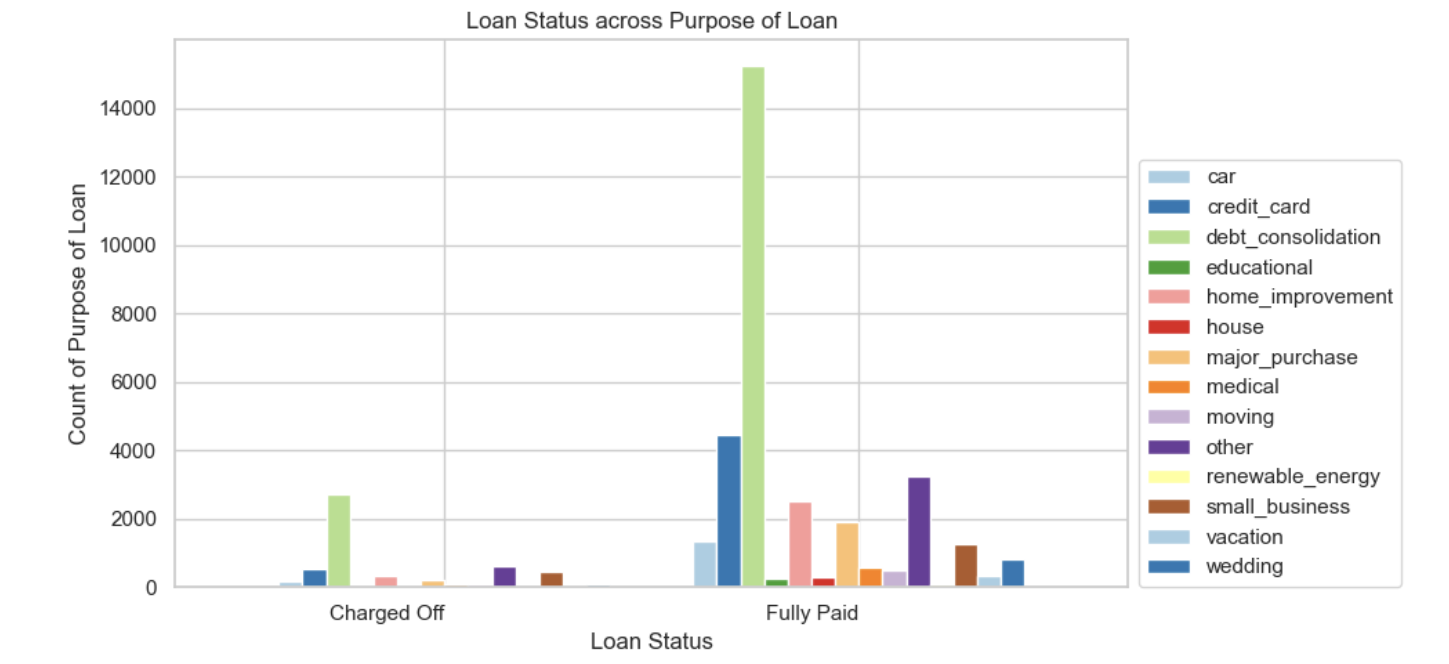 Loan Status across Purpose of Loan
Count of Purpose of Loan
14000
12000
10000
8000
6000
4000
2000
0
Charged Off
Fully Paid
Loan Status
car
credit_card
debt_consolidation
educational
home_improvement
house
major_purchase
medical
moving
other
renewable_energy
small_business
vacation
wedding